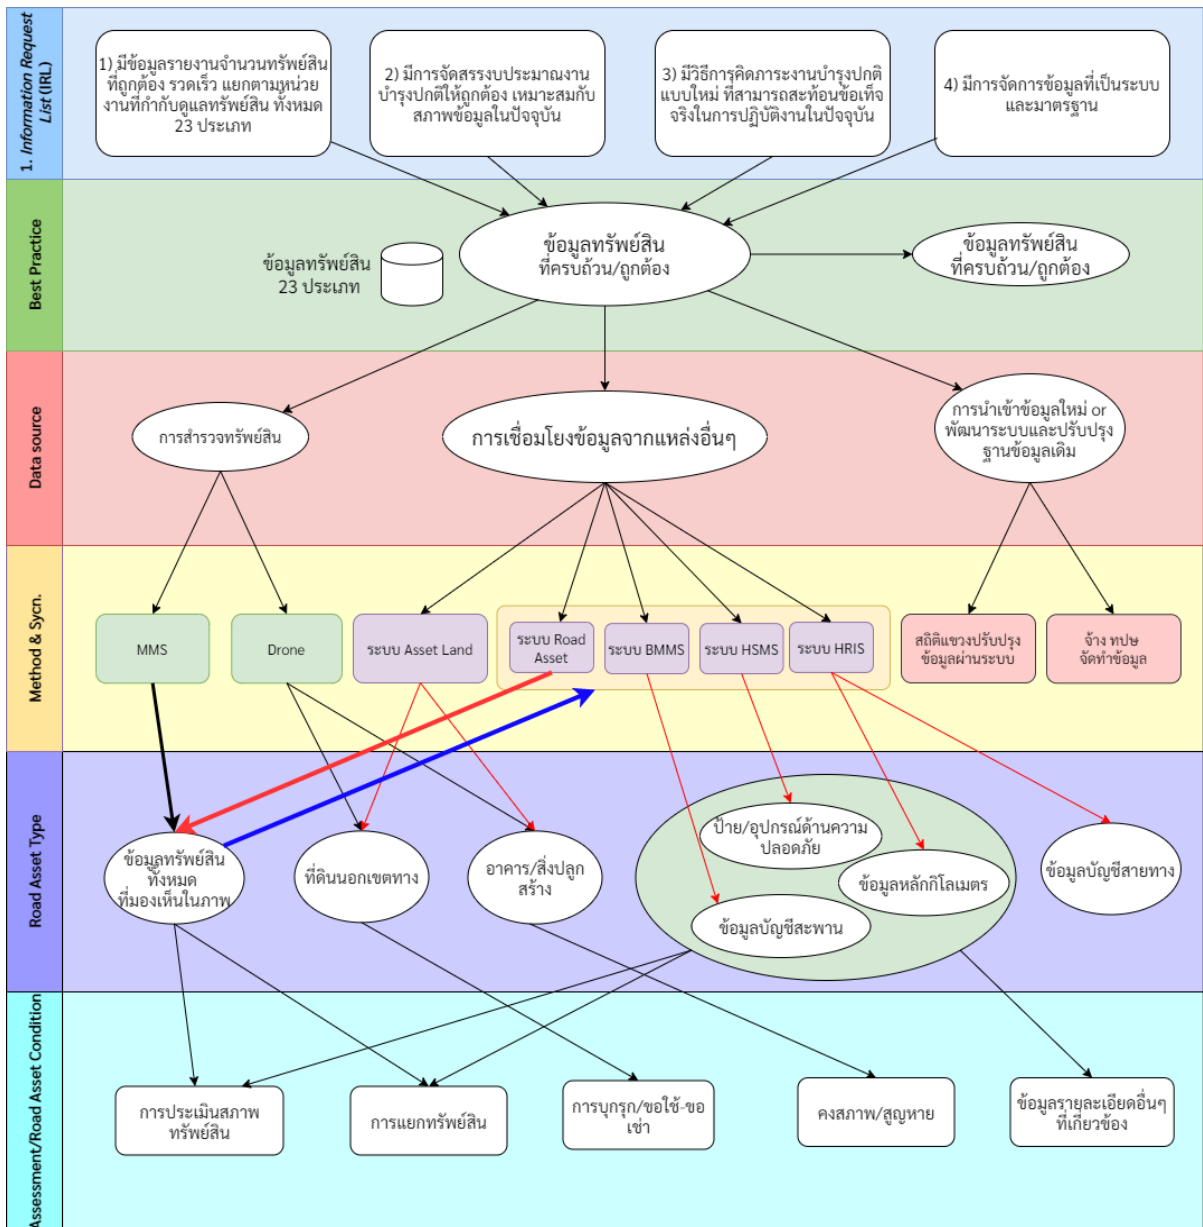 1. Information Request
List (IRL)
1) มีข้อมูลรายงานจำนวนทรัพย์สิน
ที่ถูกต้อง รวดเร็ว แยกตามหน่วย
งานที่กำกับดูแลทรัพย์สิน ทั้งหมด
23 ประเภท
2) มีการจัดสรรงบประมาณงาน
บำรุงปกติให้ถูกต้อง เหมาะสมกับ
สภาพข้อมูลในปัจจุบัน
3) มีวิธีการคิดภาระงานบำรุงปกติ
แบบใหม่ ที่สามารถสะท้อนข้อเท็จ
จริงในการปฏิบัติงานในปัจจุบัน
4) มีการจัดการข้อมูลที่เป็นระบบ
และมาตรฐาน
Best Practice
ข้อมูลทรัพย์สิน
23 ประเภท
ข้อมูลทรัพย์สิน
ที่ครบถ้วน/ถูกต้อง
ข้อมูลทรัพย์สิน
ที่ครบถ้วน/ถูกต้อง
Data source
การสำรวจทรัพย์สิน
การเชื่อมโยงข้อมูลจากแหล่งอื่นๆ
การนำเข้าข้อมูลใหม่ or
พัฒนาระบบและปรับปรุง
ฐานข้อมูลเดิม
Method & Sycn.
MMS
Drone
ระบบ Asset Land
ระบบ Road
Asset
ระบบ BMMS
ระบบ HSMS
ระบบ HRIS
สถิติแขวงปรับปรุง
ข้อมูลผ่านระบบ
จ้าง ทปษ
จัดทำข้อมูล
Road Asset Type
ข้อมูลทรัพย์สิน
ทั้งหมด
ที่มองเห็นในภาพ
ที่ดินนอกเขตทาง
อาคาร/สิ่งปลูก
สร้าง
ป้าย/อุปกรณ์ด้านความ
ปลอดภัย
ข้อมูลหลักกิโลเมตร
ข้อมูลบัญชีสะพาน
ข้อมูลบัญชีสายทาง
Assessment/Road Asset Condition
การประเมินสภาพ
ทรัพย์สิน
การแยกทรัพย์สิน
การบุกรุก/ขอใช้-ขอ
เช่า
คงสภาพ/สูญหาย
ข้อมูลรายละเอียดอื่นๆ
ที่เกี่ยวข้อง